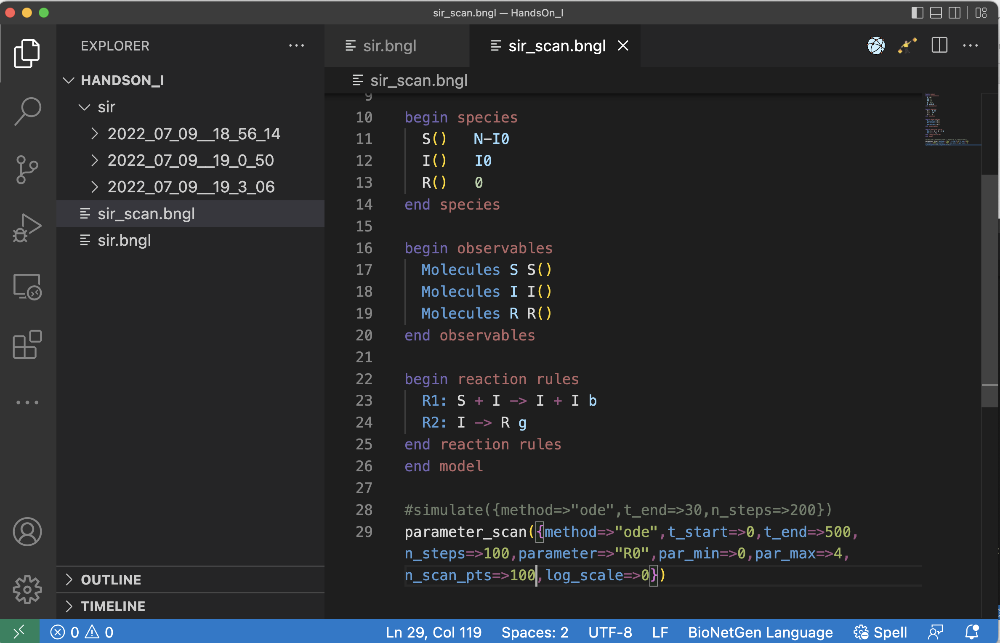 sir_scan.bngl — HandsOn_I
EXPLORER
HANDSON_I
sir
2022_07_09__18_56_14
2022_07_09__19_0_50
2022_07_09__19_3_06
sir_scan.bngl
sir.bngl
OUTLINE
TIMELINE
sir.bngl
sir_scan.bngl
sir_scan.bngl
9
10 begin species
11 S() N-I0
12 I() I0
13 R() 0
14 end species
15
16 begin observables
17 Molecules S S()
18 Molecules I I()
19 Molecules R R()
20 end observables
21
22 begin reaction rules
23 R1: S + I -> I + I b
24 R2: I -> R g
25 end reaction rules
26 end model
27
28 #simulate({method=>"ode",t_end=>30,n_steps=>200})
29 parameter_scan({method=>"ode",t_start=>0,t_end=>500,
n_steps=>100,parameter=>"R0",par_min=>0,par_max=>4,
n_scan_pts=>100,log_scale=>0})
0 0
Ln 29, Col 119 Spaces: 2 UTF-8 LF BioNetGen Language Spell